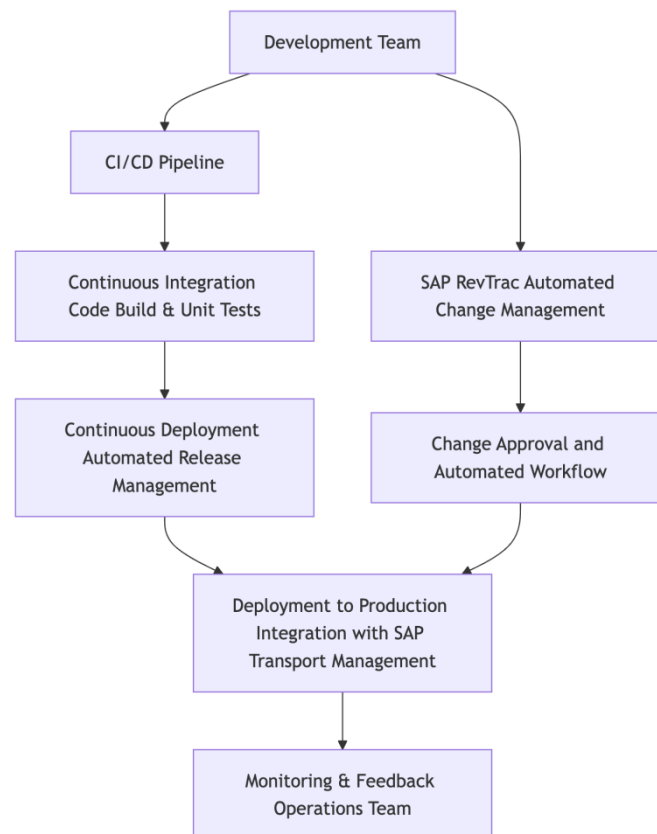 Development Team
CI/CD Pipeline
Continuous Integration
Code Build & Unit Tests
SAP RevTrac Automated
Change Management
Continuous Deployment
Automated Release
Management
Change Approval and
Automated Workflow
Deployment to Production
Integration with SAP
Transport Management
Monitoring & Feedback
Operations Team